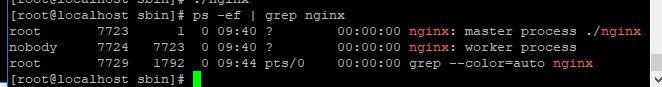 [root@localhost sbin]# ./nginx
[root@localhost sbin]# ps -ef | grep nginx
root 7723 1 0 09:40 ? 00:00:00 nginx: master process ./nginx
nobody 7724 7723 0 09:40 ? 00:00:00 nginx: worker process
root 7729 1792 0 09:44 pts/0 00:00:00 grep --color=auto nginx
[root@localhost sbin]#